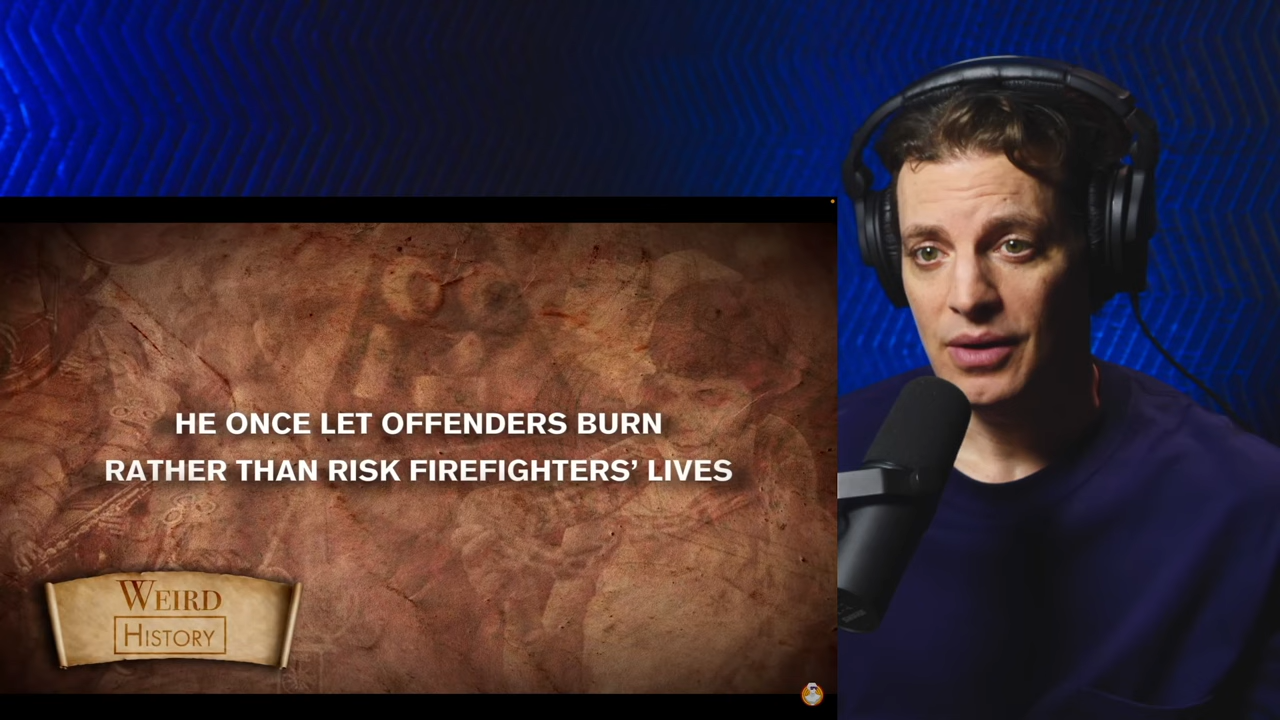 HE ONCE LET OFFENDERS BURN
RATHER THAN RISK FIREFIGHTERS’ LIVES
WEIRD
HISTORY